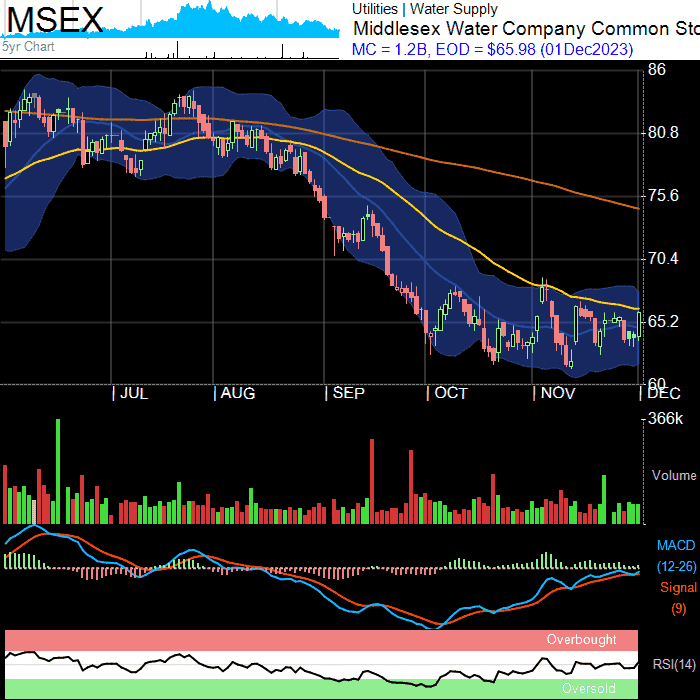 MSEX
5yr Chart
Utilities | Water Supply
Middlesex Water Company Common Sto
MC = 1.2B, EOD = $65.98 (01Dec2023)
86
80.8
75.6
70.4
65.2
60
JUL
AUG
SEP
OCT
NOV
DEC
366k
Volume
MACD
(12-26)
Signal
(9)
Overbought
RSI(14)
Oversold